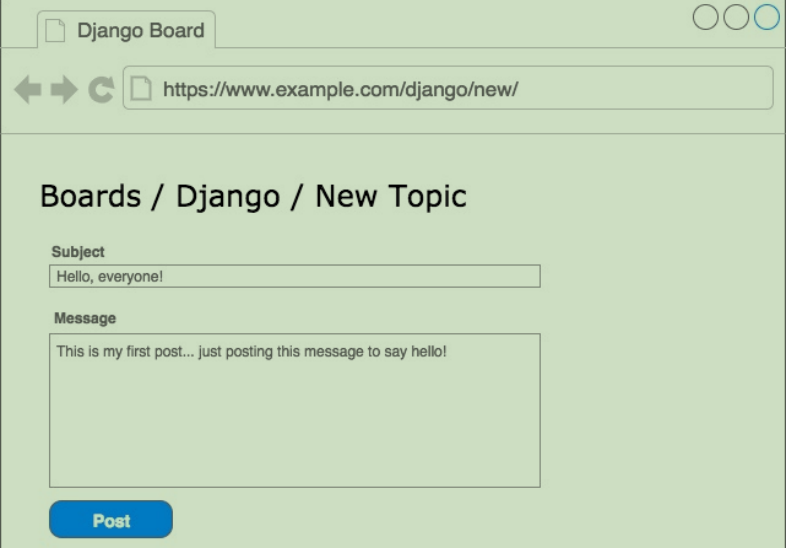 Django Board
https://www.example.com/django/new/
Boards / Django / New Topic
Subject
Hello, everyone!
Message
This is my first post... just posting this message to say hello!
Post